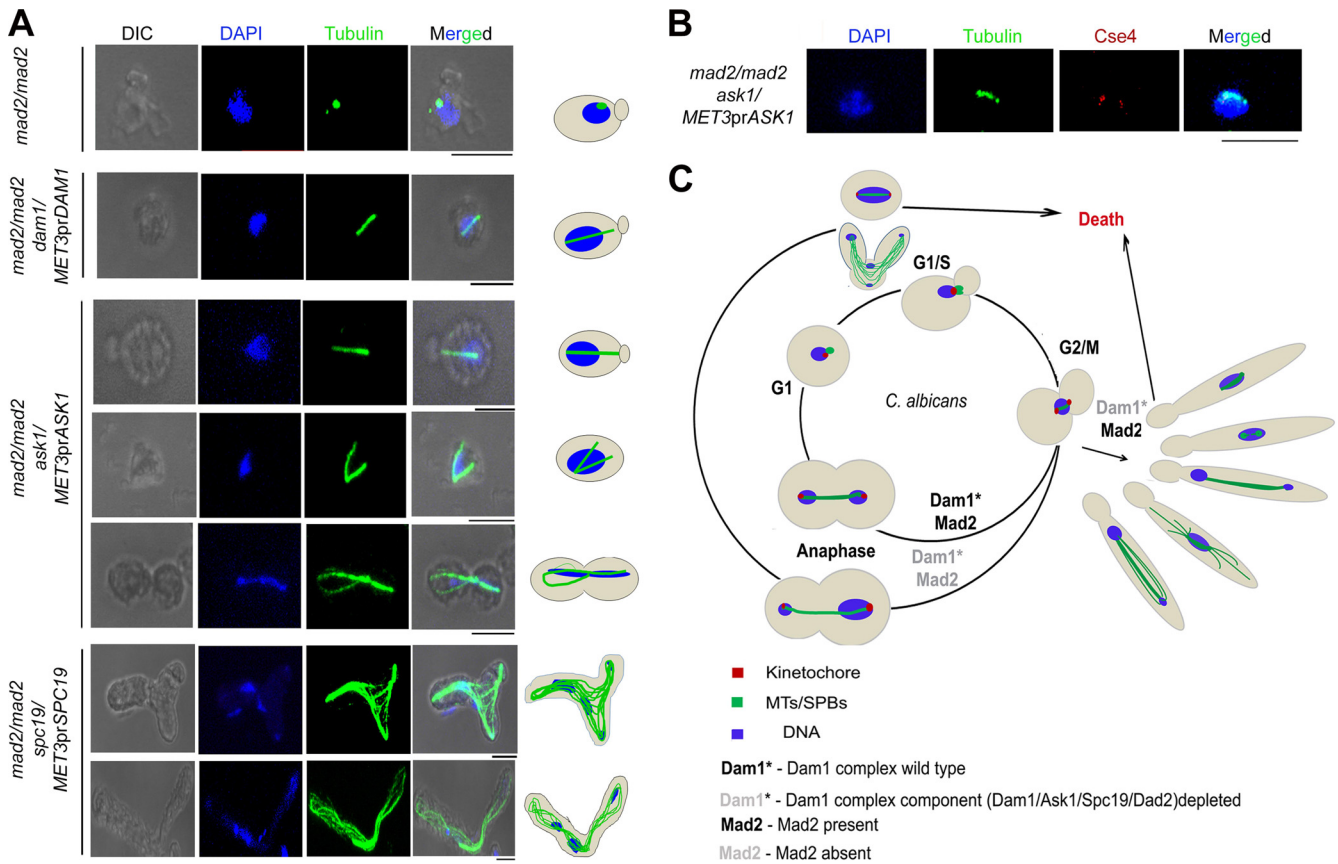 A
DIC DAPI Tubulin Merged
mad2/mad2
mad2/mad2
dam1/
MET3prDAM1
mad2/mad2
ask1/
MET3prASK1
mad2/mad2
spc19/
MET3prSPC19
B
DAPI Tubulin Cse4 Merged
mad2/mad2
ask1/
MET3prASK1
C
Death
G1/S
G2/M
G1
C. albicans
Dam1*
Mad2
Dam1*
Mad2
Anaphase
Dam1*
Mad2
Kinetochore
MTs/SPBs
DNA
Dam1* - Dam1 complex wild type
Dam1* - Dam1 complex component (Dam1/Ask1/Spc19/Dad2)depleted
Mad2 - Mad2 present
Mad2 - Mad2 absent